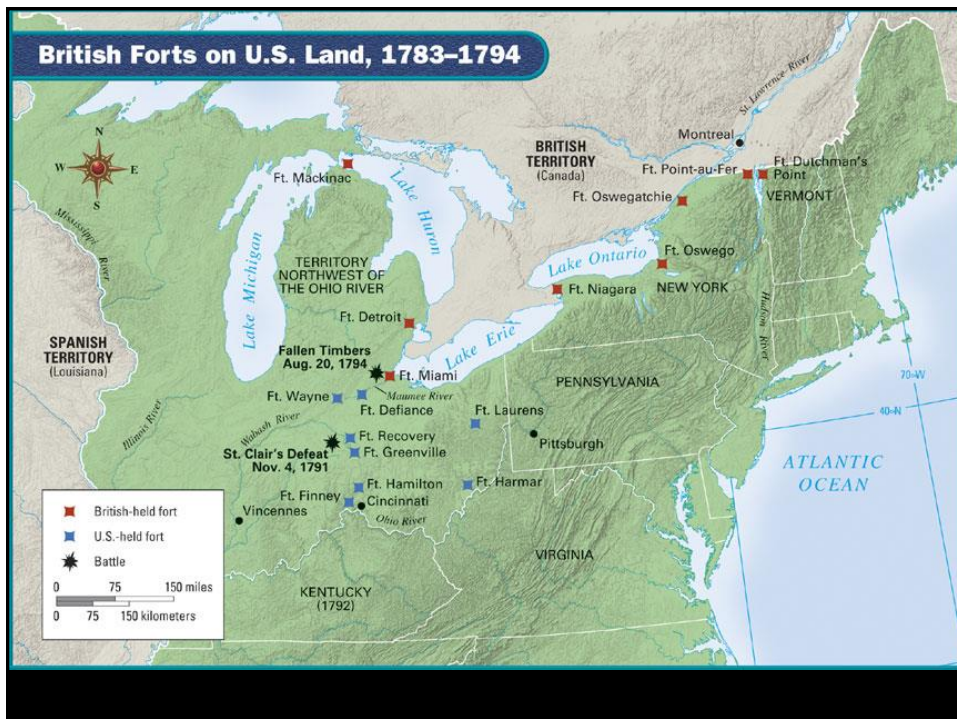 British Forts on U.S. Land, 1783–1794
N
W
E
S
St. Lawrence River
Montreal
BRITISH
TERRITORY
(Canada)
Ft. Point-au-Fer
Ft. Dutchman's
Point
VERMONT
Ft. Oswegatchie
Ft. Mackinac
Lake Huron
Mississippi
River
Lake Michigan
TERRITORY
NORTHWEST OF
THE OHIO RIVER
Lake Ontario
Ft. Oswego
Ft. Niagara
NEW YORK
Hudson River
Ft. Detroit
Lake Erie
SPANISH
TERRITORY
(Louisiana)
Fallen Timbers
Aug. 20, 1794
Ft. Miami
Maumee River
PENNSYLVANIA
70°W
40°N
Ft. Wayne
Ft. Defiance
Ft. Laurens
Illinois River
Wabash River
Ft. Recovery
Pittsburgh
St. Clair's Defeat
Nov. 4, 1791
Ft. Greenville
ATLANTIC
OCEAN
Ft. Hamilton
Ft. Harmar
Ft. Finney
Cincinnati
Vincennes
Ohio River
VIRGINIA
KENTUCKY
(1792)
British-held fort
U.S.-held fort
Battle
0 75 150 miles
0 75 150 kilometers